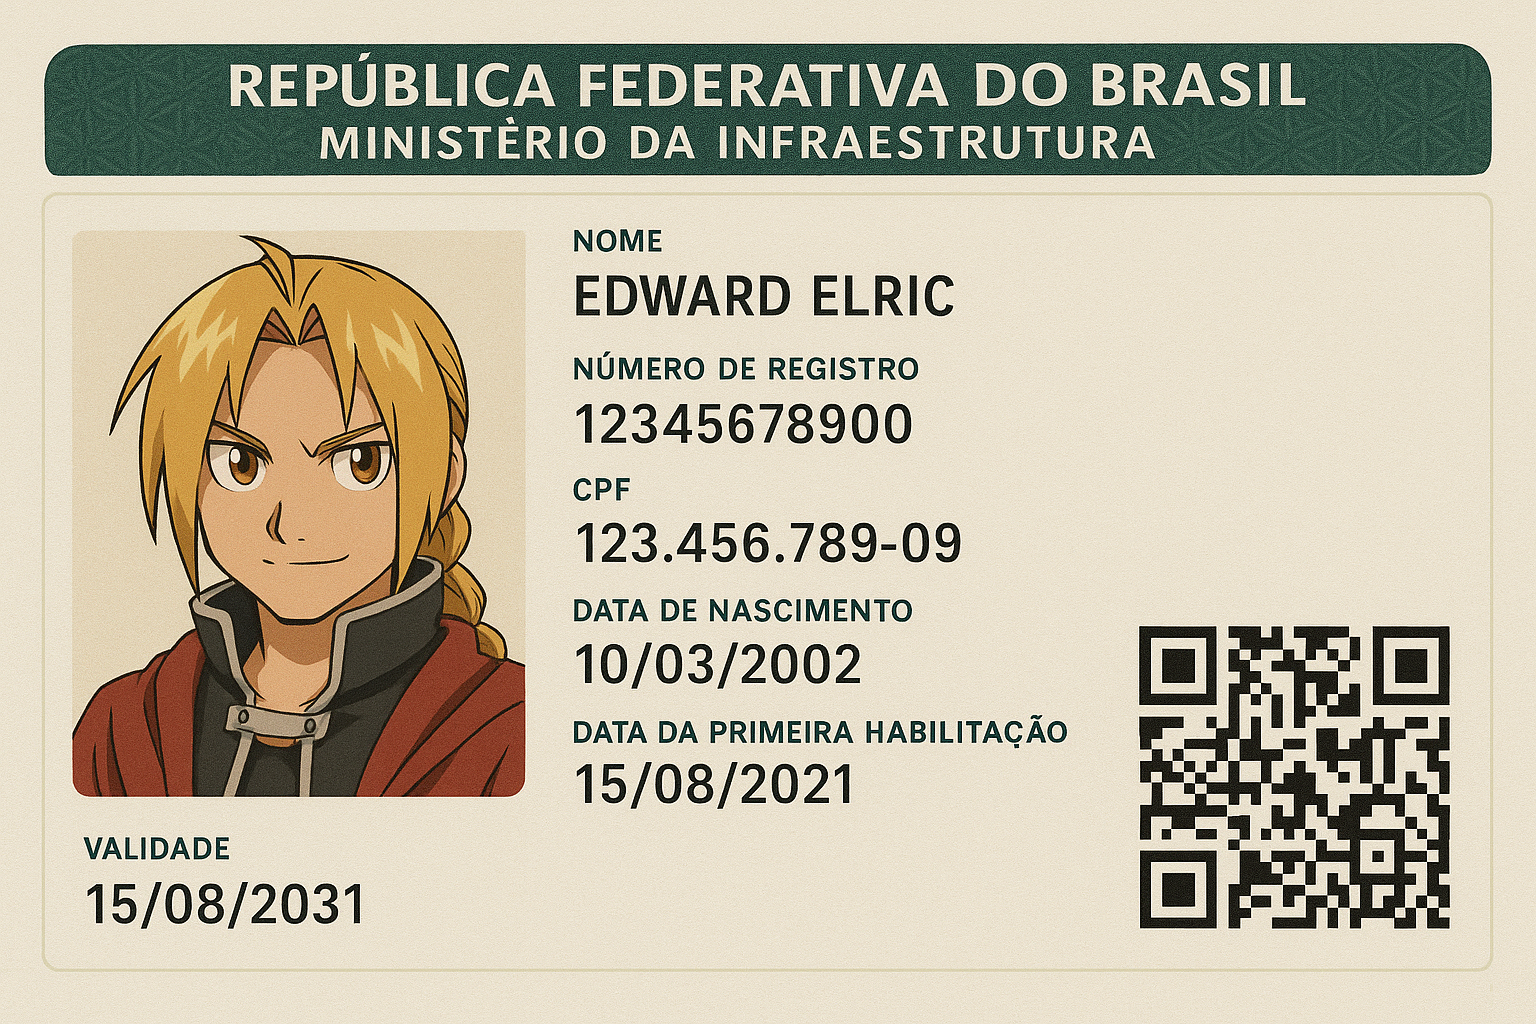 REPÚBLICA FEDERATIVA DO BRASIL
MINISTÈRIO DA INFRAESTRUTURA
NOME
EDWARD ELRIC
NÚMERO DE REGISTRO
12345678900
CPF
123.456.789-09
DATA DE NASCIMENTO
10/03/2002
DATA DA PRIMEIRA HABILITAÇÃO
15/08/2021
VALIDADE
15/08/2031